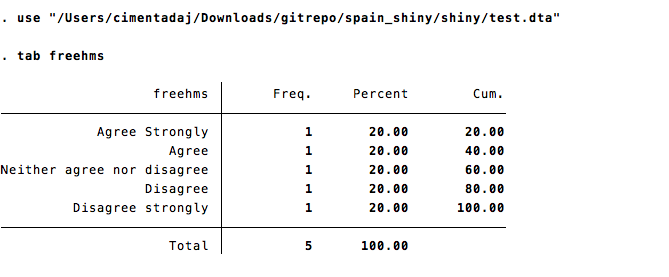 . use "/Users/cimentadaj/Downloads/gitrepo/spain_shiny/shiny/test.dta"
. tab freehms
freehms Freq. Percent Cum.
Agree Strongly 1 20.00 20.00
Agree 1 20.00 40.00
Neither agree nor disagree 1 20.00 60.00
Disagree 1 20.00 80.00
Disagree strongly 1 20.00 100.00
Total 5 100.00